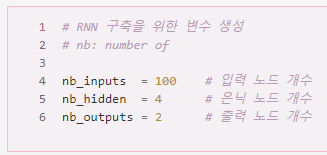 1 # RNN 구축을 위한 변수 생성
2 # nb: number of
3
4 nb_inputs  = 100    # 입력 노드 개수
5 nb_hidden  = 4      # 은닉 노드 개수
6 nb_outputs = 2      # 출력 노드 개수